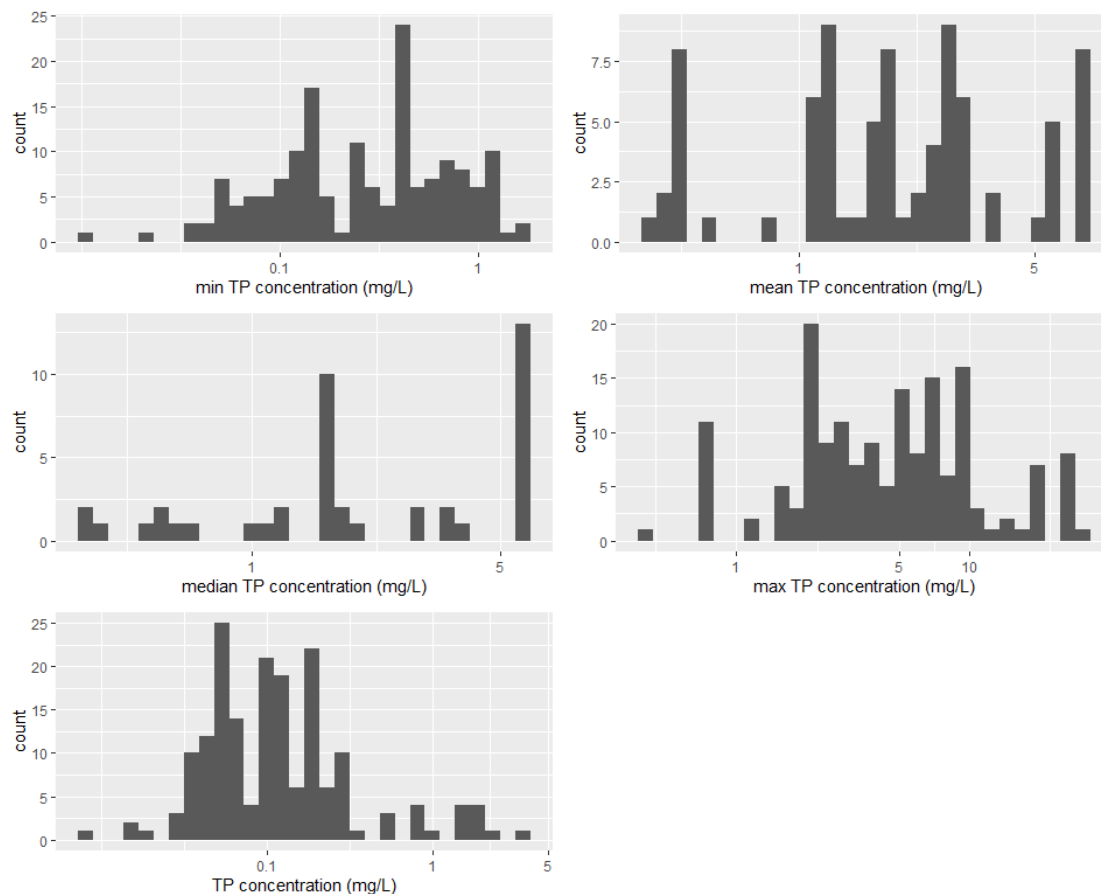 25
20
15
10
5
0
count
0.1 1
min TP concentration (mg/L)
7.5
5.0
2.5
0.0
count
1 5
mean TP concentration (mg/L)
10
5
0
count
1 5
median TP concentration (mg/L)
20
15
10
5
0
count
1 5 10
max TP concentration (mg/L)
25
20
15
10
5
0
count
0.1 1 5
TP concentration (mg/L)